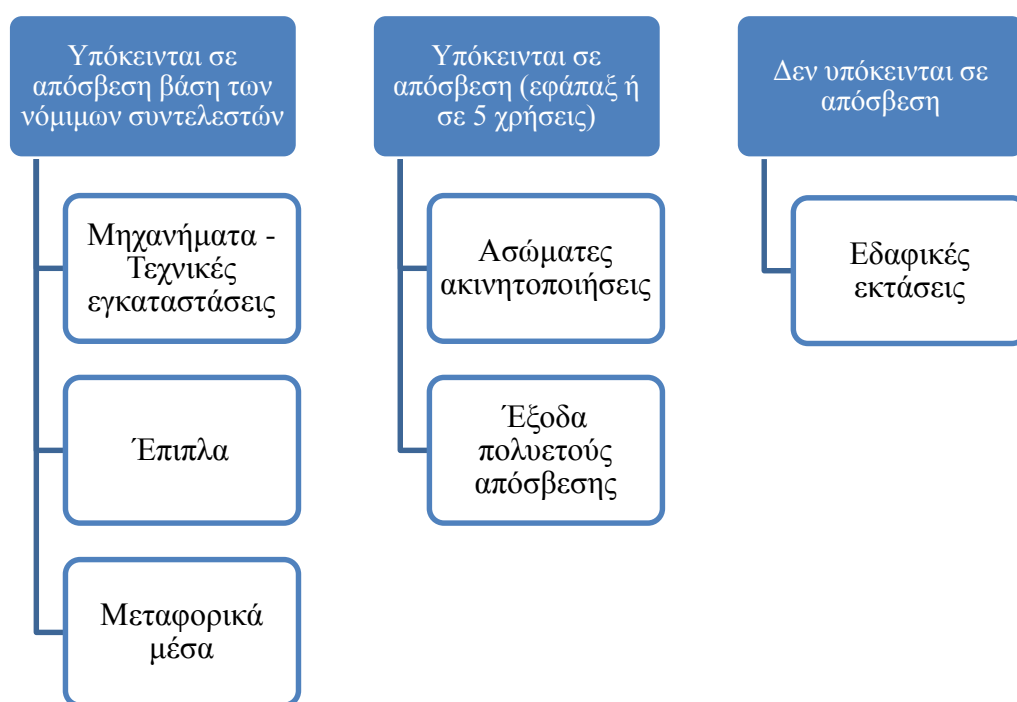 Υπόκεινται σε
απόσβεση βάση των
νόμιμων συντελεστών
Μηχανήματα -
Τεχνικές
εγκαταστάσεις
Έπιπλα
Μεταφορικά
μέσα
Υπόκεινται σε
απόσβεση (εφάπαξ ή
σε 5 χρήσεις)
Ασώματες
ακινητοποιήσεις
Έξοδα
πολυετούς
απόσβεσης
Δεν υπόκεινται σε
απόσβεση
Εδαφικές
εκτάσεις